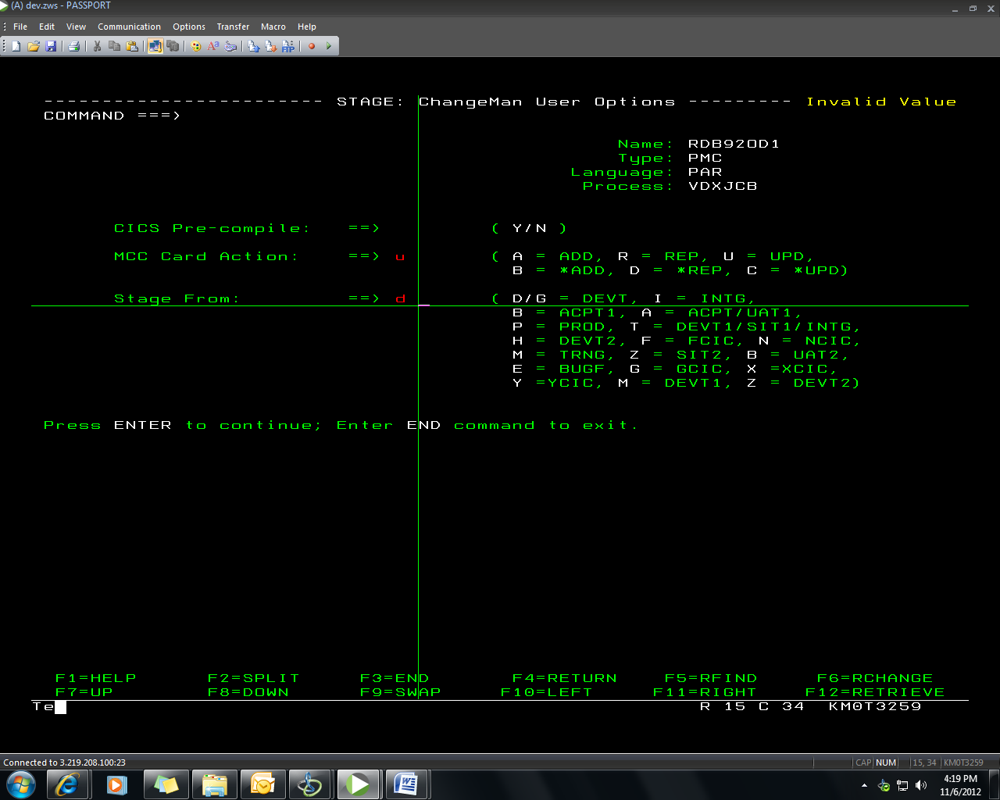 (A) dev.zws - PASSPORT
File Edit View Communication Options Transfer Macro Help
------------------------ STAGE: ChangeMan User Options --------- Invalid Value
COMMAND ===>
Name: RDB920D1
Type: PMC
Language: PAR
Process: VDXJCB
CICS Pre-compile: ==> ( Y/N )
MCC Card Action: ==> u ( A = ADD, R = REP, U = UPD,
B = *ADD, D = *REP, C = *UPD)
Stage From: ==> d ( D/G = DEVT, I = INTG,
B = ACPT1, A = ACPT/UAT1,
P = PROD, T = DEVT1/SIT1/INTG,
H = DEVT2, F = FCIC, N = NCIC,
M = TRNG, Z = SIT2, B = UAT2,
E = BUGF, G = GCIC, X =XCIC,
Y =YCIC, M = DEVT1, Z = DEVT2)
Press ENTER to continue; Enter END command to exit.
F1=HELP F2=SPLIT F3=END F4=RETURN F5=RFIND F6=RCHANGE
F7=UP F8=DOWN F9=SWAP F10=LEFT F11=RIGHT F12=RETRIEVE
Te R 15 C 34 KM0T3259
Connected to 3.219.208.100:23 CAP NUM 15, 34 KM0T3259
4:19 PM
11/6/2012